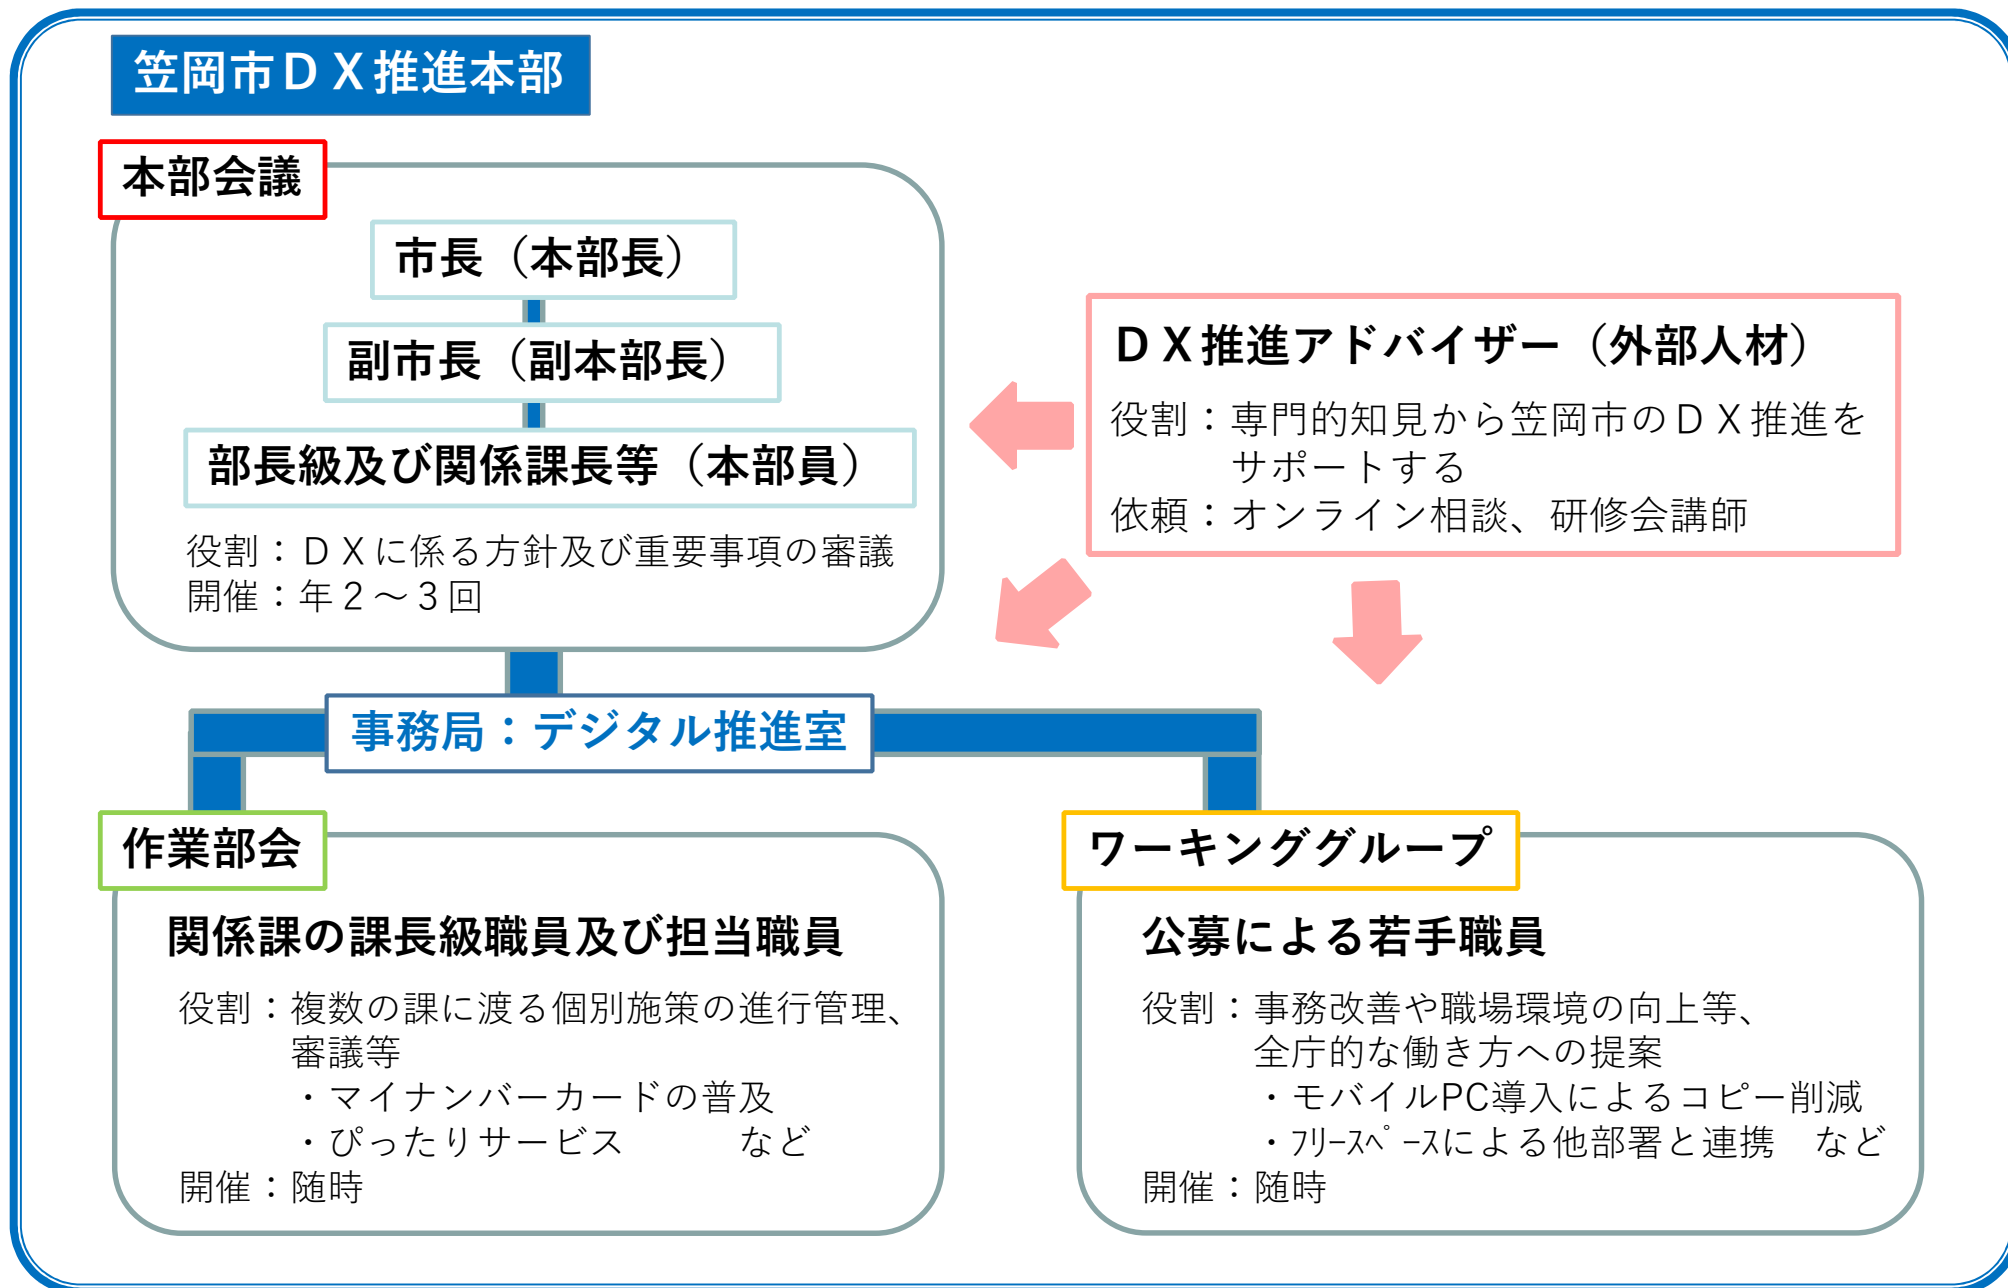 笠岡市ＤＸ推進本部
本部会議
市長（本部長）
副市長（副本部長）
部長級及び関係課長等（本部員）
役割：ＤＸに係る方針及び重要事項の審議
開催：年２～３回
ＤＸ推進アドバイザー（外部人材）
役割：専門的知見から笠岡市のＤＸ推進を
サポートする
依頼：オンライン相談、研修会講師
事務局：デジタル推進室
作業部会
関係課の課長級職員及び担当職員
役割：複数の課に渡る個別施策の進行管理、
審議等
・マイナンバーカードの普及
・ぴったりサービス　　　など
開催：随時
ワーキンググループ
公募による若手職員
役割：事務改善や職場環境の向上等、
全庁的な働き方への提案
・モバイルPC導入によるコピー削減
・ﾌﾘｰｽﾍﾟｰｽによる他部署と連携　など
開催：随時